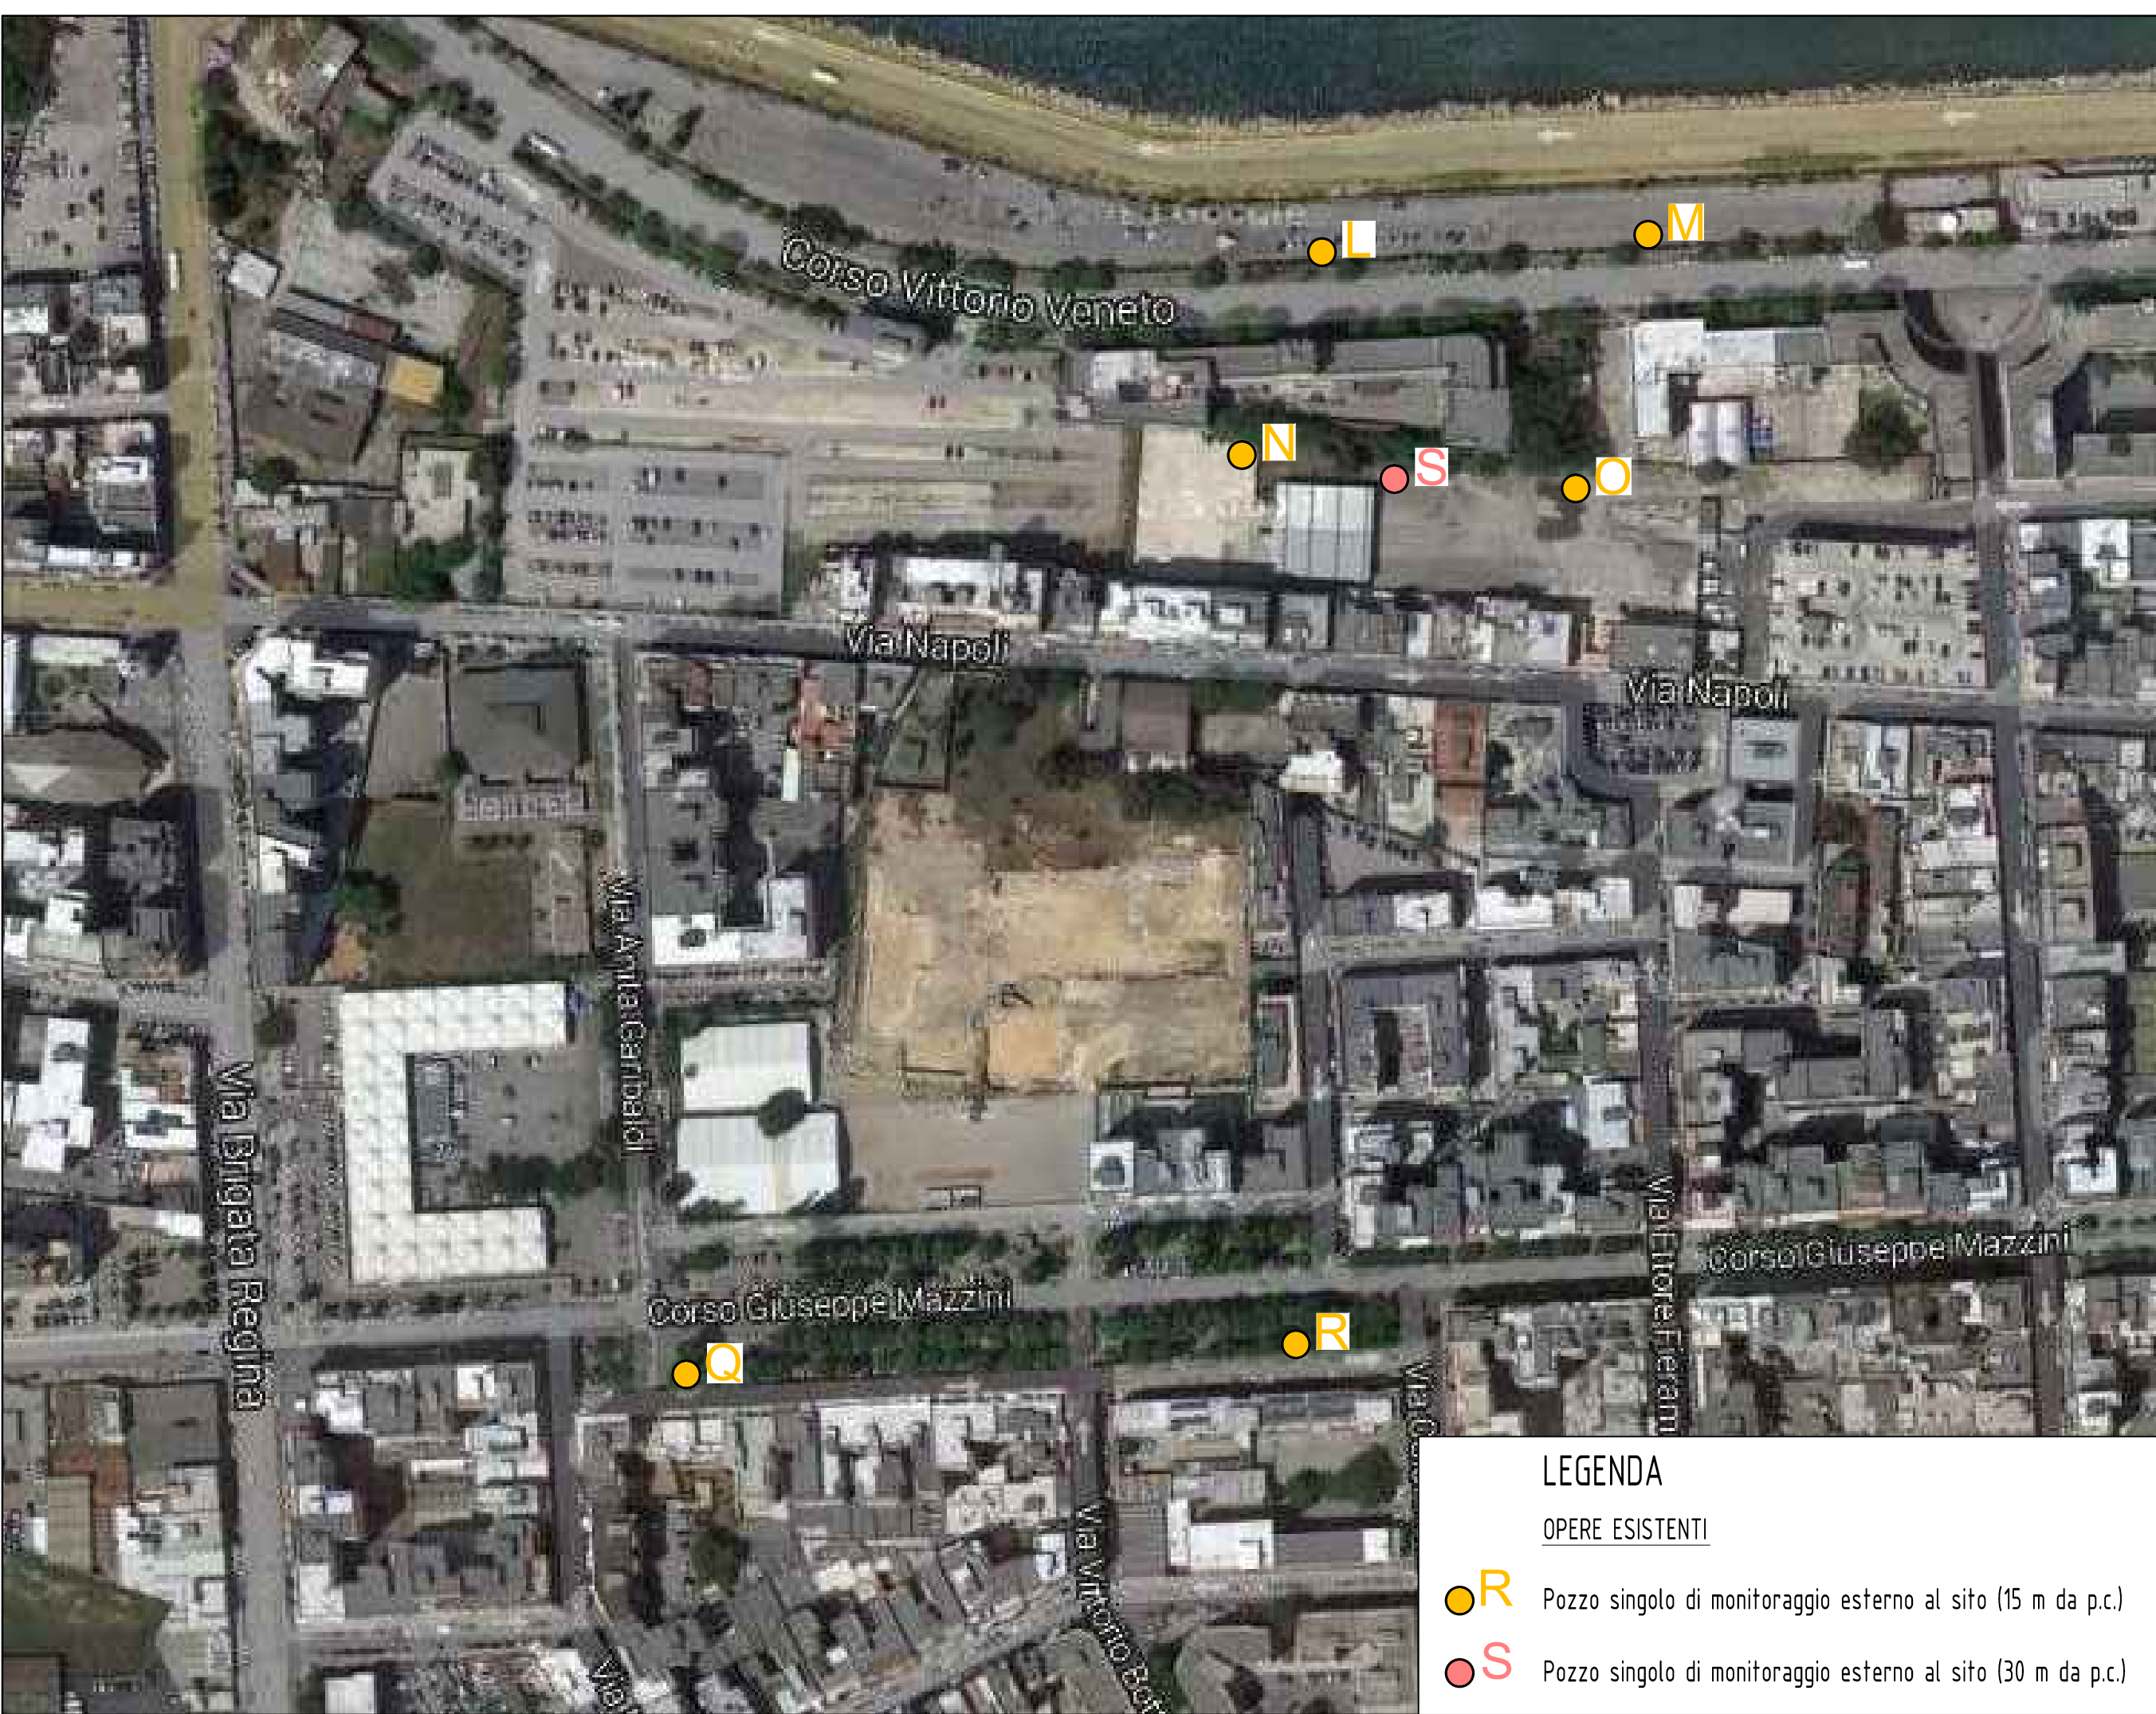 M
L
Corso Vittorio Veneto
N
S
O
Via Napoli
Via Napoli
Via Anita Garibaldi
Via Brigata Regina
Corso Giuseppe Mazzini
Corso Giuseppe Mazzini
R
Q
Via Ettore Fieram
Via
Via Vittorio
Via
LEGENDA
OPERE ESISTENTI
R Pozzo singolo di monitoraggio esterno al sito (15 m da p.c.)
S Pozzo singolo di monitoraggio esterno al sito (30 m da p.c.)